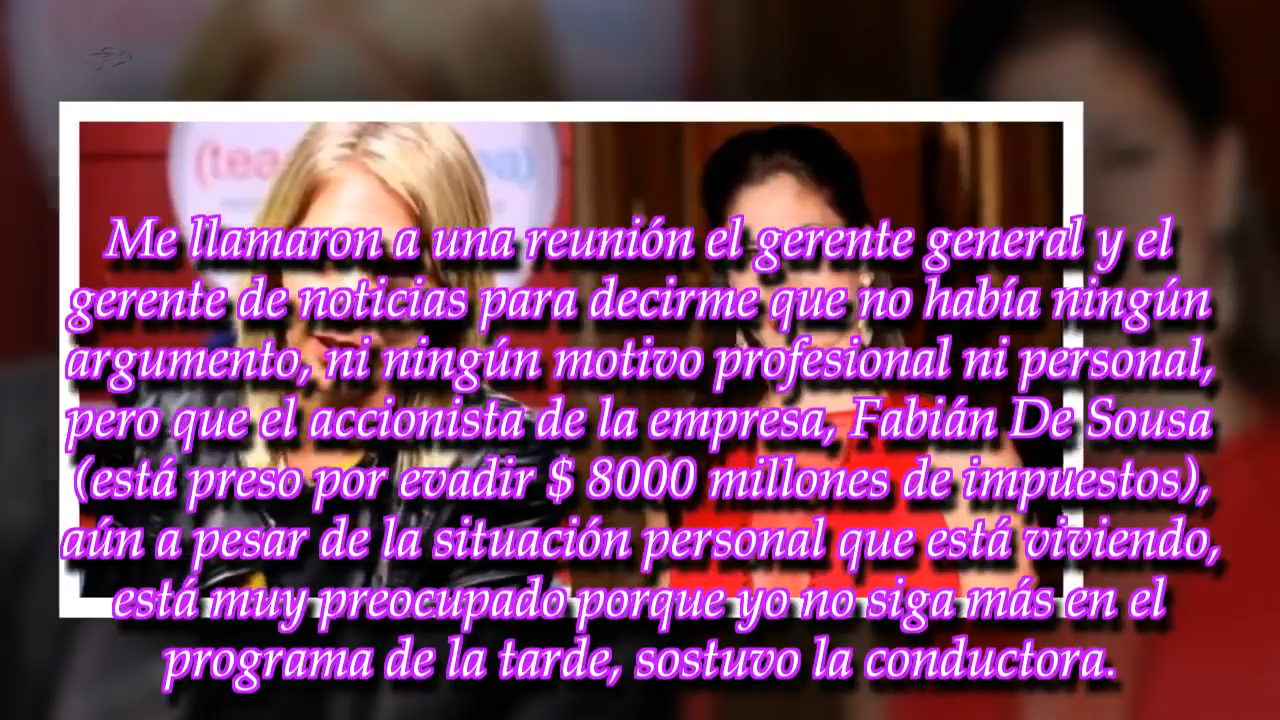 (tea
ea)
Me llamaron a una reunión el gerente general y el
gerente de noticias para decirme que no había ningún
argumento, ni ningún motivo profesional ni personal,
pero que el accionista de la empresa, Fabián De Sousa
(está preso por evadir $ 8000 millones de impuestos),
aún a pesar de la situación personal que está viviendo,
está muy preocupado porque yo no siga más en el
programa de la tarde, sostuvo la conductora.